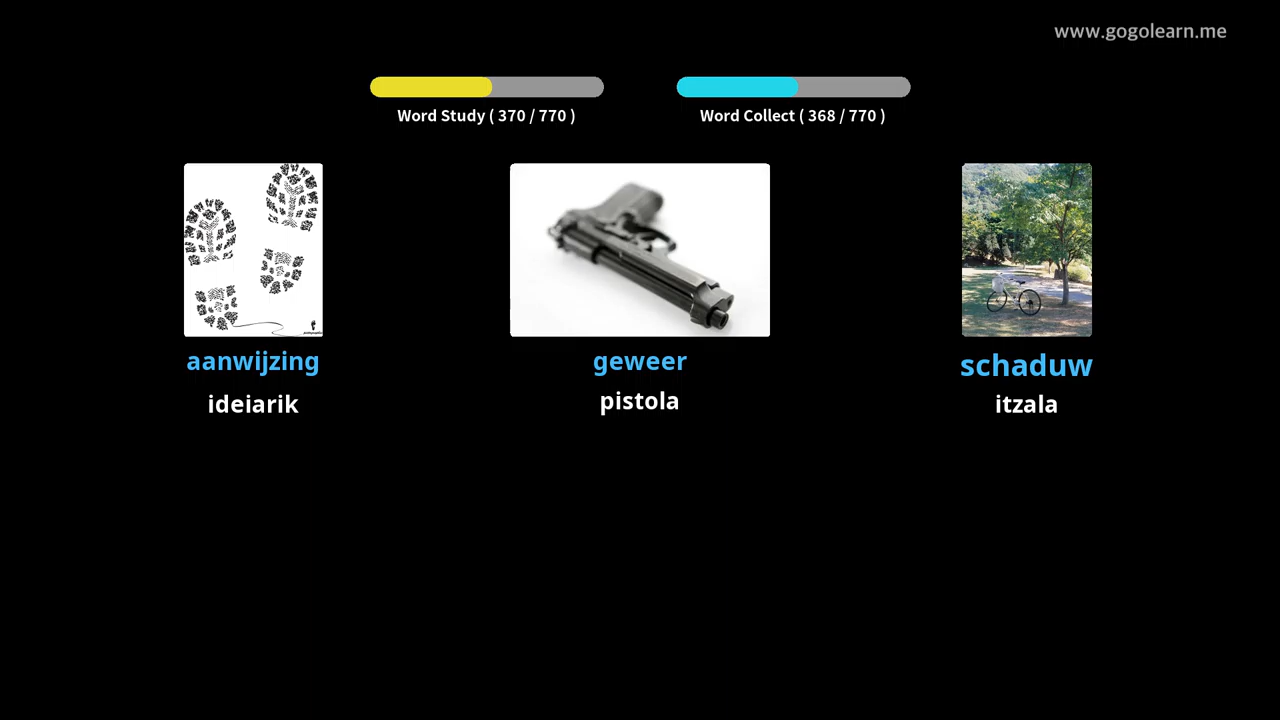 www.gogolearn.me
Word Study ( 370 / 770 )
Word Collect ( 368 / 770 )
aanwijzing
geweer
schaduw
ideiarik
pistola
itzala